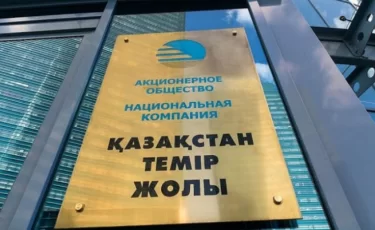 АКЦИОНЕРНОЕ
ОБЩЕСТВО
НАЦИОНАЛЬНАЯ
КОМПАНИЯ
ҚАЗАҚСТАН
ТЕМІР
ЖОЛЫ